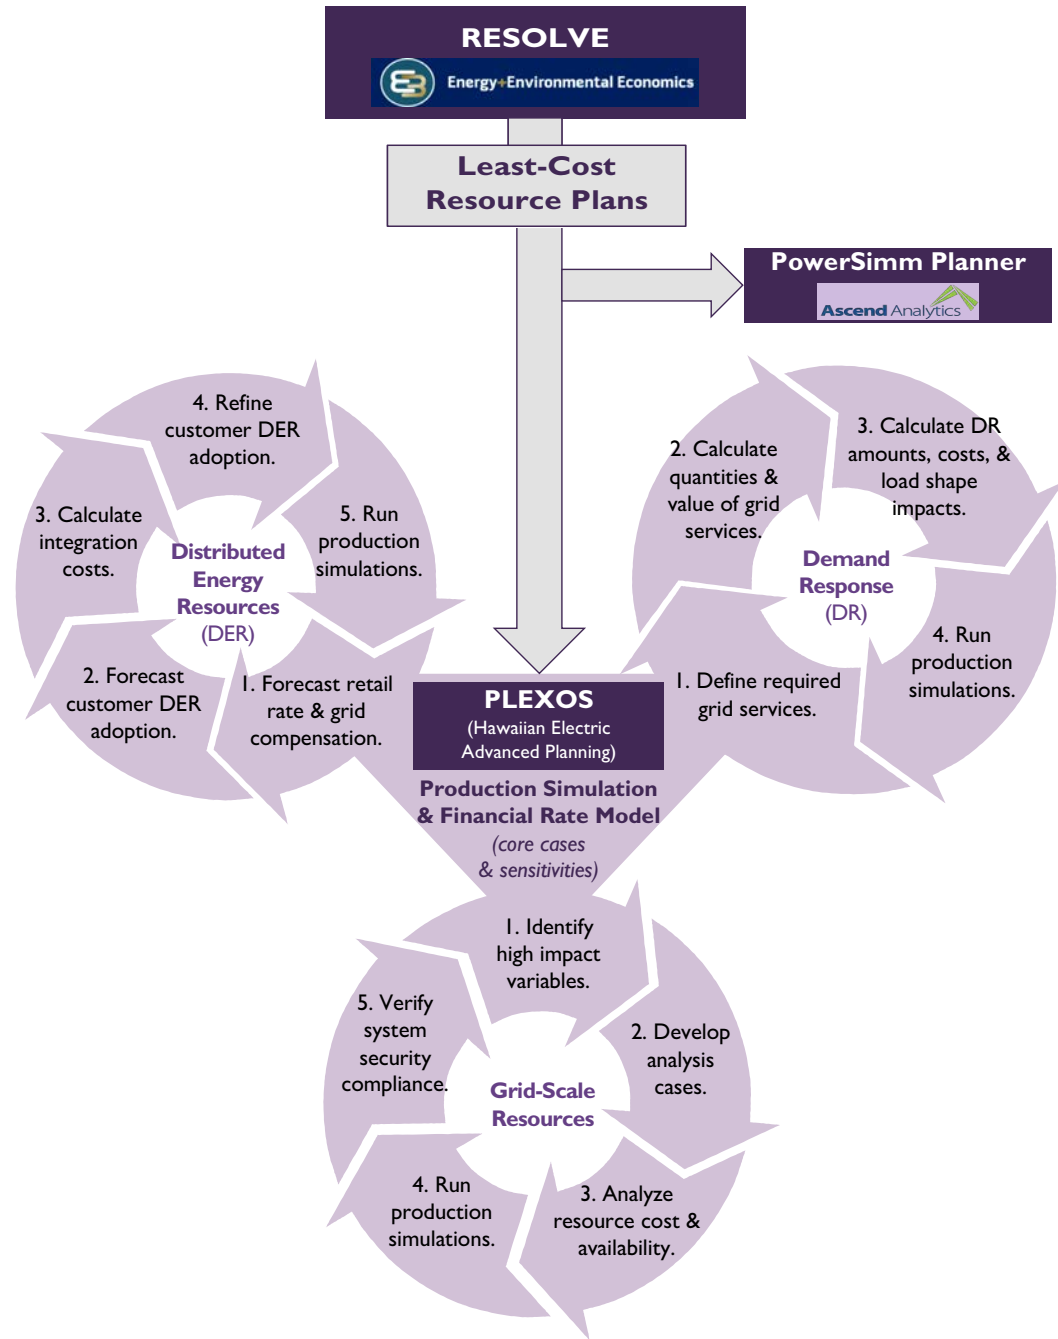 RESOLVE
Energy+Environmental Economics
Least-Cost
Resource Plans
PowerSimm Planner
Ascend Analytics
4. Refine
customer DER
adoption.
3. Calculate
integration
costs.
5. Run
production
simulations.
Distributed
Energy
Resources
(DER)
2. Forecast
customer DER
adoption.
1. Forecast retail
rate & grid
compensation.
2. Calculate
quantities &
value of grid
services.
3. Calculate DR
amounts, costs, &
load shape
impacts.
Demand
Response
(DR)
4. Run
production
simulations.
1. Define required
grid services.
PLEXOS
(Hawaiian Electric
Advanced Planning)
Production Simulation
& Financial Rate Model
(core cases
& sensitivities)
1. Identify
high impact
variables.
5. Verify
system
security
compliance.
2. Develop
analysis
cases.
Grid-Scale
Resources
4. Run
production
simulations.
3. Analyze
resource cost &
availability.